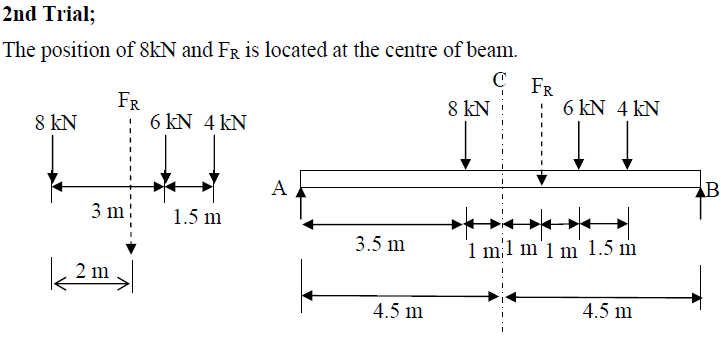 2nd Trial;
The position of 8kN and FR is located at the centre of beam.
C
FR
FR
8 kN
6 kN 4 kN
8 kN
6 kN 4 kN
A
B
3 m
1.5 m
3.5 m
1 m
1 m
1 m
1.5 m
2 m
4.5 m
4.5 m